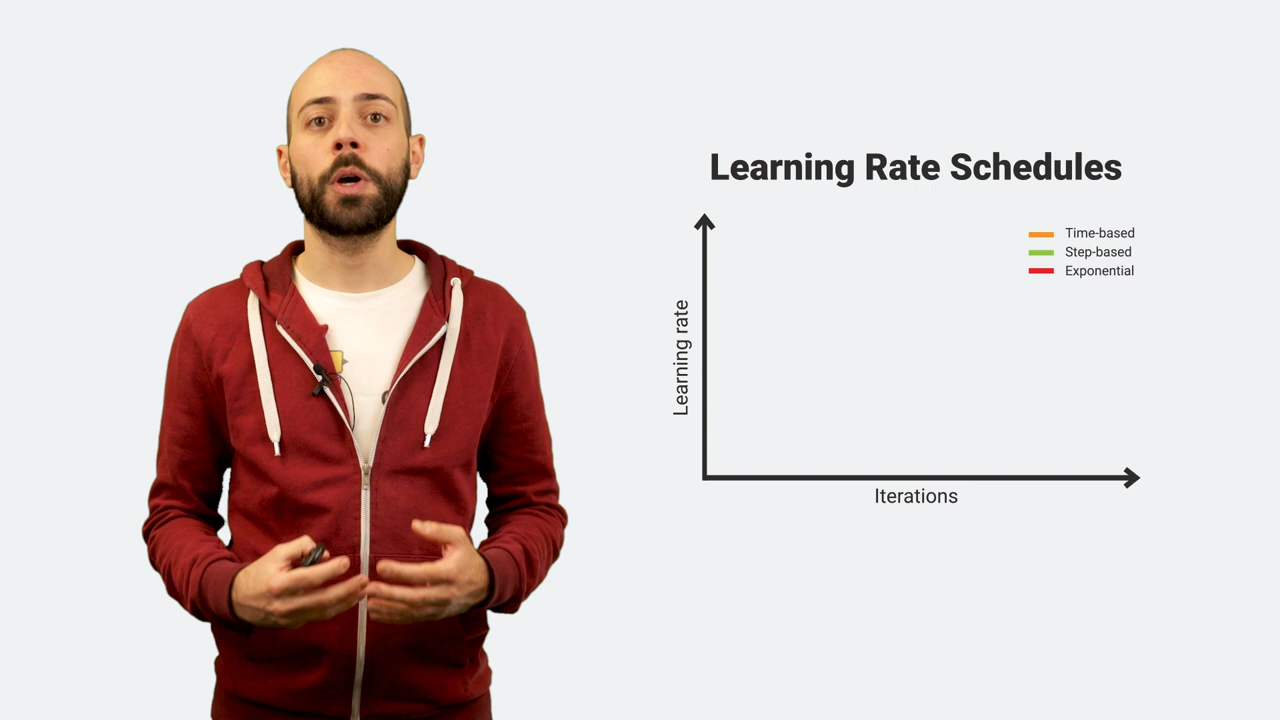 Learning Rate Schedules
Time-based
Step-based
Exponential
Learning rate
Iterations